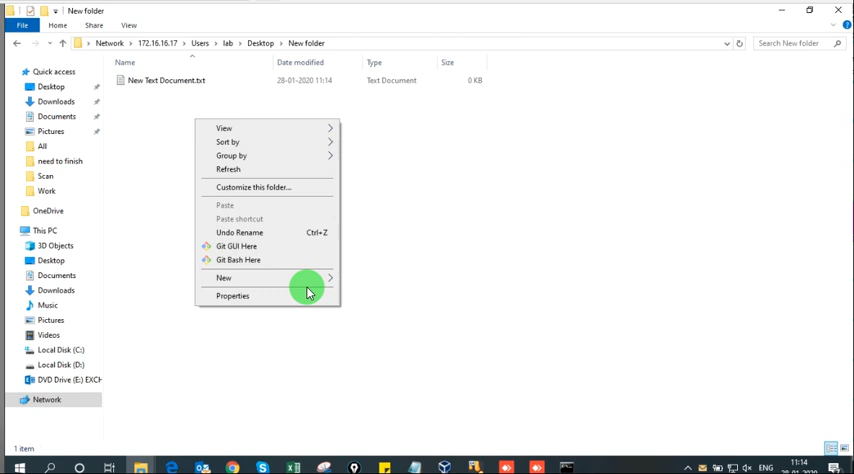 New folder
File Home Share View
Network > 172.16.16.17 > Users > lab > Desktop > New folder
Search New folder
Name Date modified Type Size
New Text Document.txt 28-01-2020 11:14 Text Document 0 KB
Quick access
Desktop
Downloads
Documents
Pictures
All
need to finish
Scan
Work
OneDrive
This PC
3D Objects
Desktop
Documents
Downloads
Music
Pictures
Videos
Local Disk (C:)
Local Disk (D:)
DVD Drive (E:) EXCH
Network
View
Sort by
Group by
Refresh
Customize this folder...
Paste
Paste shortcut
Undo Rename Ctrl+Z
Git GUI Here
Git Bash Here
New
Properties
1 item
ENG
11:14
28-01-2020